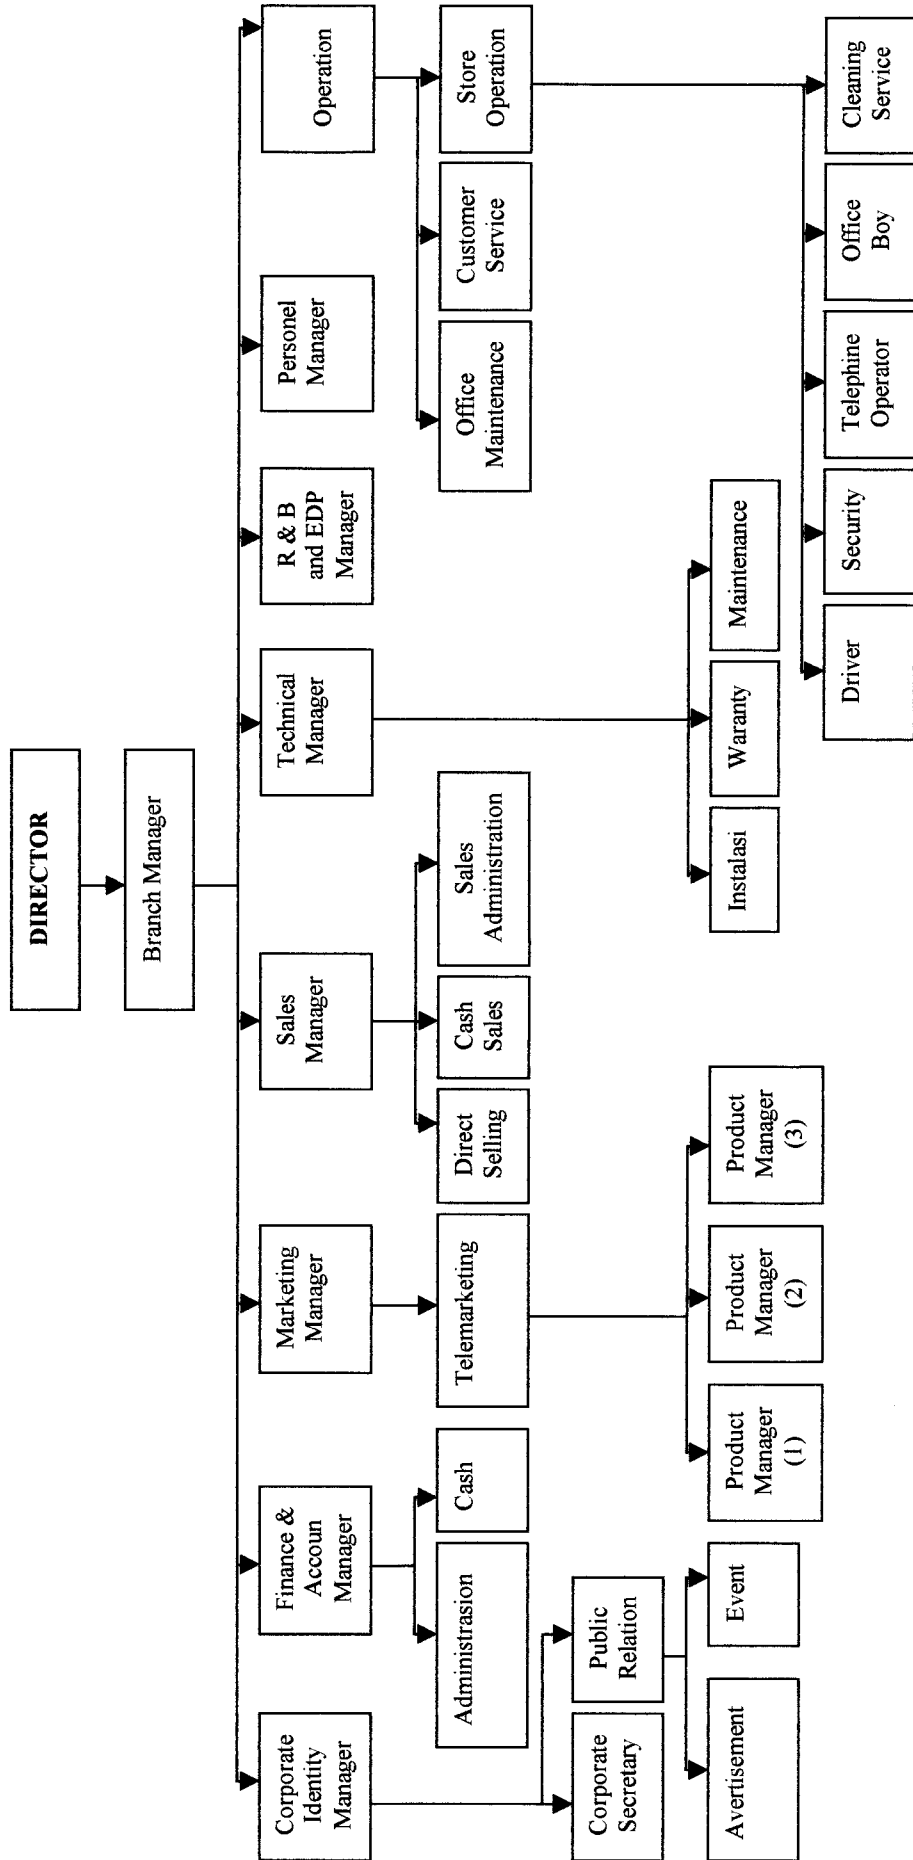 DIRECTOR
Branch Manager
Corporate
Identity
Manager
Finance &
Accoun
Manager
Marketing
Manager
Sales
Manager
Technical
Manager
R & B
and EDP
Manager
Personel
Manager
Operation
Administrasion
Cash
Telemarketing
Direct
Selling
Cash
Sales
Sales
Administration
Office
Maintenance
Customer
Service
Store
Operation
Corporate
Secretary
Public
Relation
Avertisement
Event
Product
Manager
(1)
Product
Manager
(2)
Product
Manager
(3)
Instalasi
Waranty
Maintenance
Driver
Security
Telephine
Operator
Office
Boy
Cleaning
Service